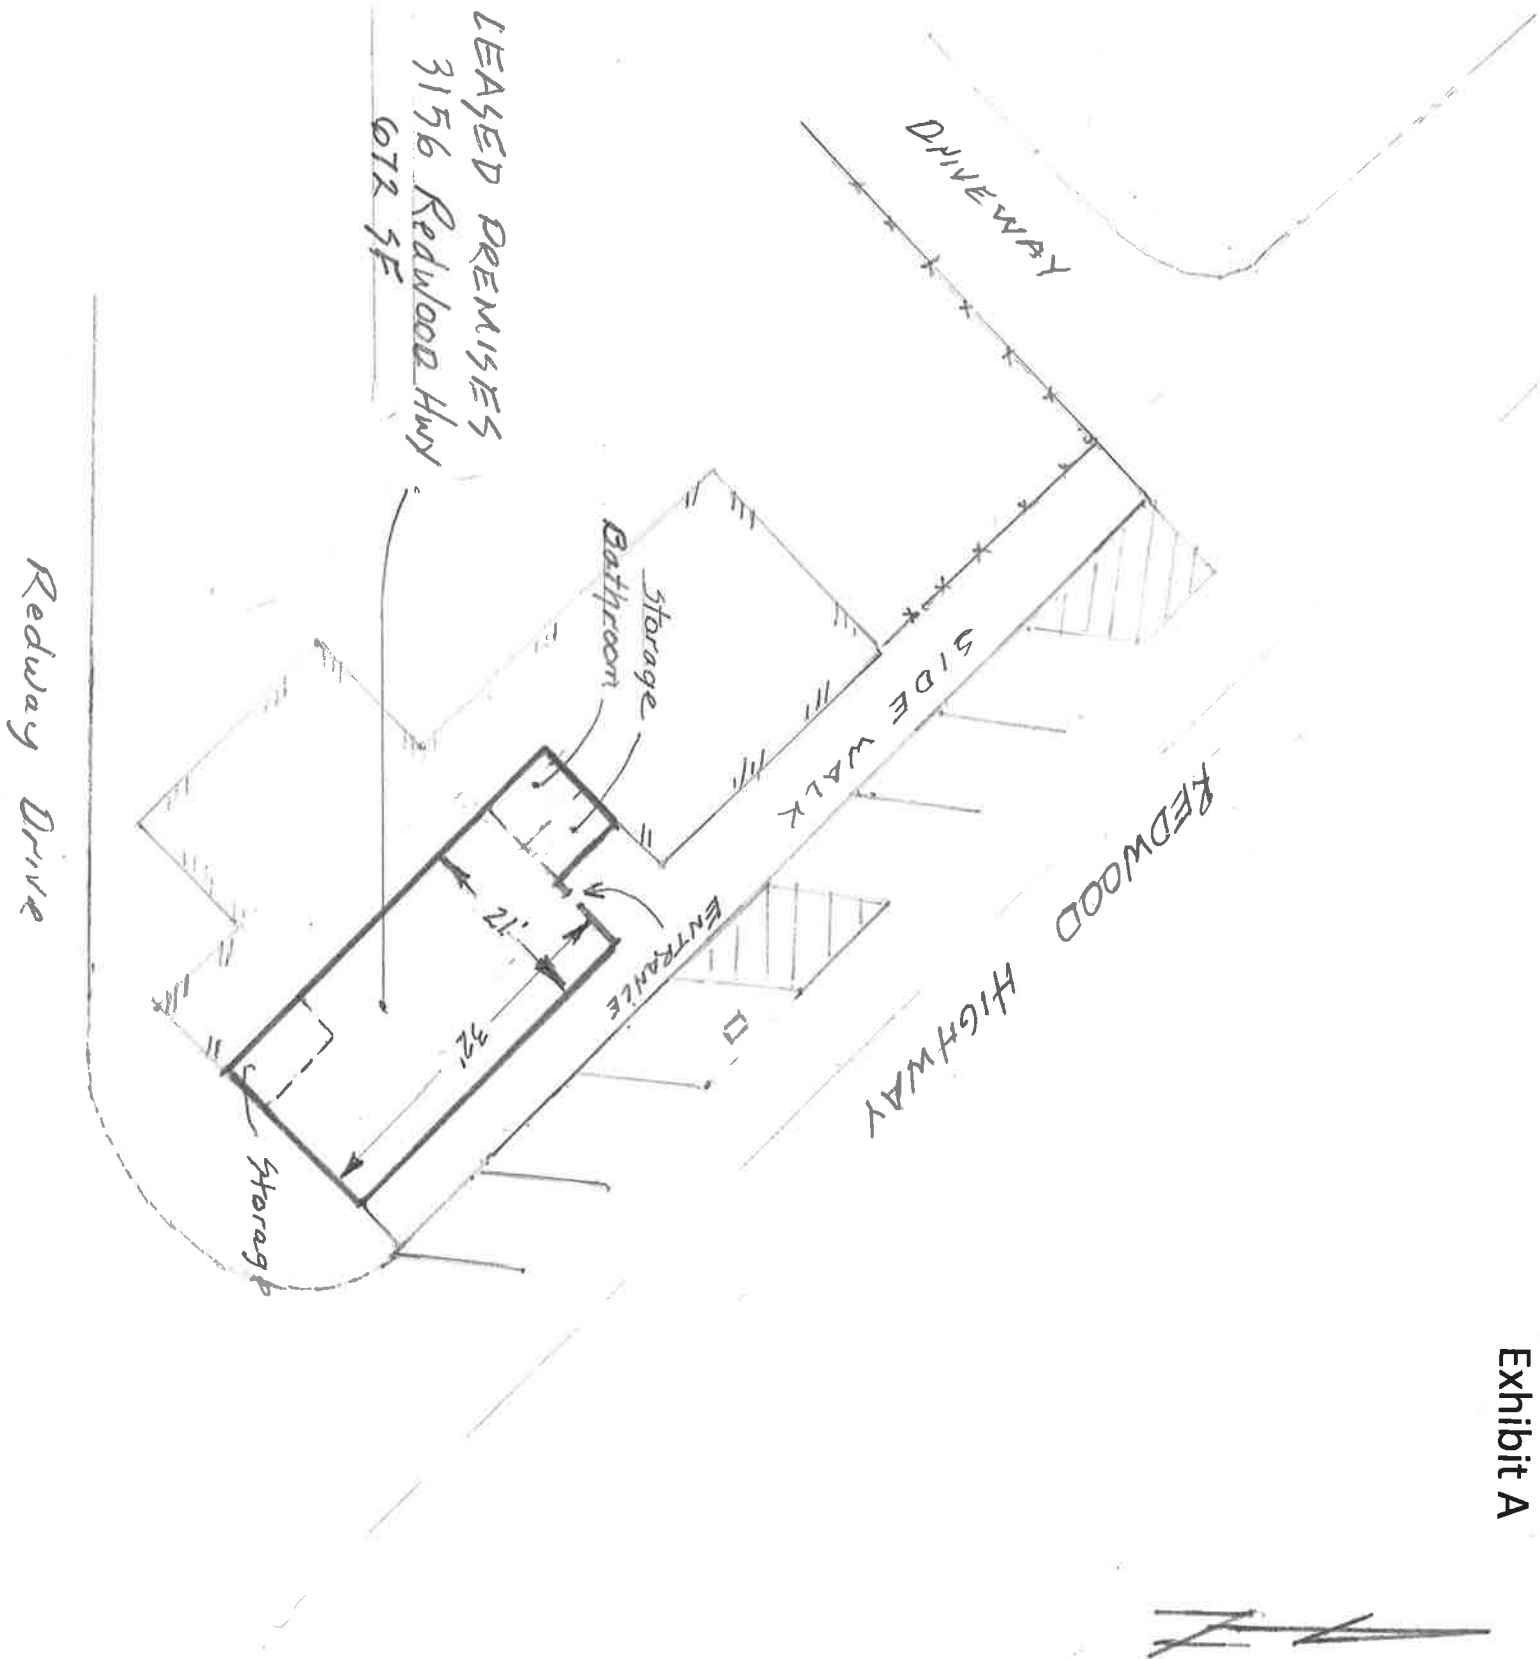 Exhibit A
DRIVEWAY
LEASED PREMISES
3156 Redwood Hwy
672 SF
SIDE WALK
REDWOOD HIGHWAY
Storage
Bathroom
ENTRANCE
32'
Storage
Redway Drive
N